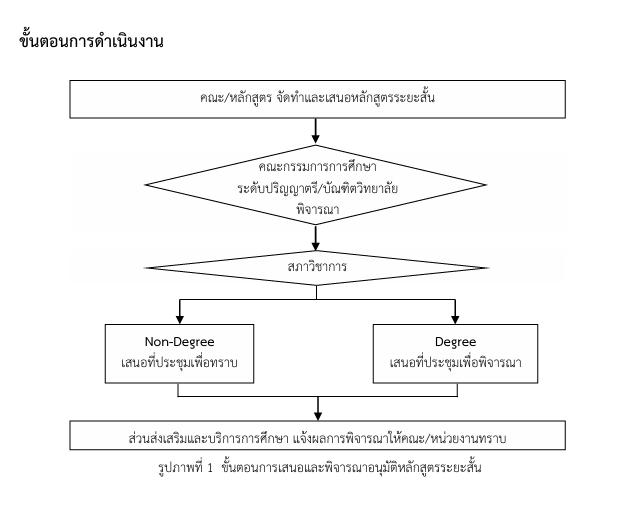 ขั้นตอนการดำเนินงาน
คณะ/หลักสูตร จัดทำและเสนอหลักสูตรระยะสั้น
คณะกรรมการการศึกษา
ระดับปริญญาตรี/บัณฑิตวิทยาลัย
พิจารณา
สภาวิชาการ
Non-Degree
เสนอที่ประชุมเพื่อทราบ
Degree
เสนอที่ประชุมเพื่อพิจารณา
ส่วนส่งเสริมและบริการการศึกษา แจ้งผลการพิจารณาให้คณะ/หน่วยงานทราบ
รูปภาพที่ 1 ขั้นตอนการเสนอและพิจารณาอนุมัติหลักสูตรระยะสั้น